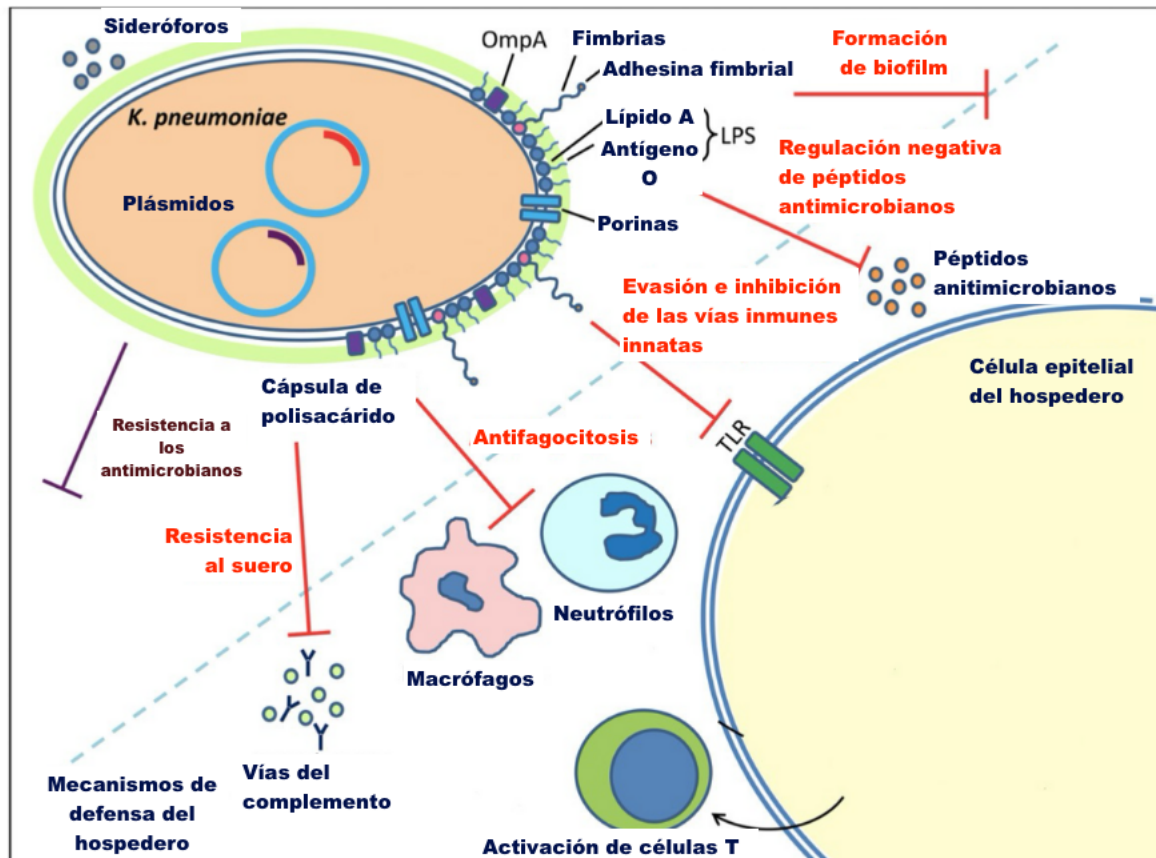 Sideróforos
OmpA
Fimbrias
Adhesina fimbrial
Formación
de biofilm
K. pneumoniae
Lípido A
Antígeno
O
LPS
Regulación negativa
de péptidos
antimicrobianos
Plásmidos
Porinas
Péptidos
anitimicrobianos
Evasión e inhibición
de las vías inmunes
innatas
Célula epitelial
del hospedero
Cápsula de
polisacárido
TLR
Resistencia a
los
antimicrobianos
Antifagocitosis
Resistencia
al suero
Neutrófilos
Macrófagos
Vías del
complemento
Mecanismos de
defensa del
hospedero
Activación de células T